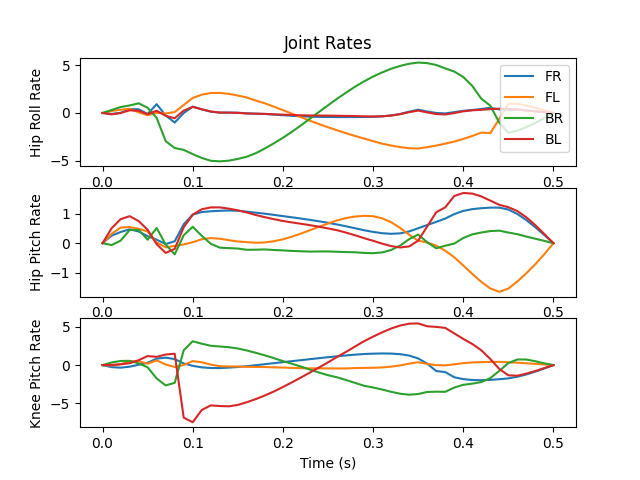 Joint Rates
Hip Roll Rate
5
0
−5
FR
FL
BR
BL
0.0 0.1 0.2 0.3 0.4 0.5
Hip Pitch Rate
1
0
−1
0.0 0.1 0.2 0.3 0.4 0.5
Knee Pitch Rate
5
0
−5
0.0 0.1 0.2 0.3 0.4 0.5
Time (s)